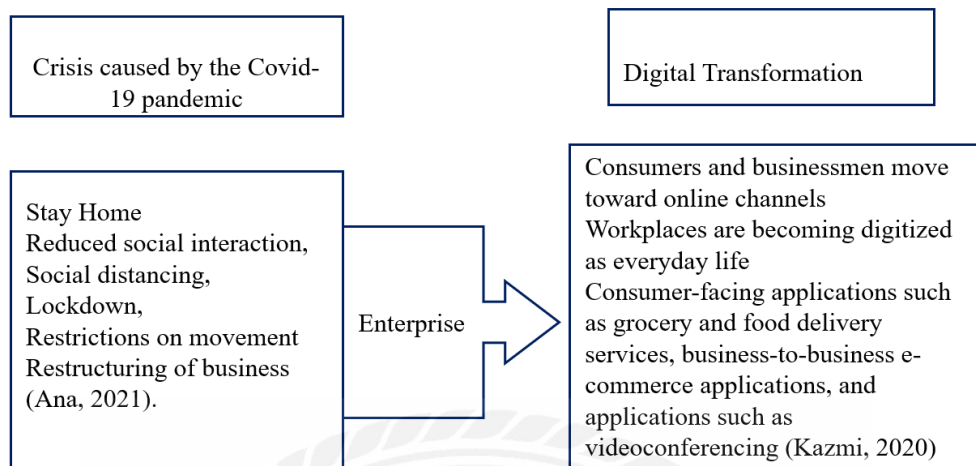 Crisis caused by the Covid-
19 pandemic
Digital Transformation
Stay Home
Reduced social interaction,
Social distancing,
Lockdown,
Restrictions on movement
Restructuring of business
(Ana, 2021).
Enterprise
Consumers and businessmen move
toward online channels
Workplaces are becoming digitized
as everyday life
Consumer-facing applications such
as grocery and food delivery
services, business-to-business e-
commerce applications, and
applications such as
videoconferencing (Kazmi, 2020)